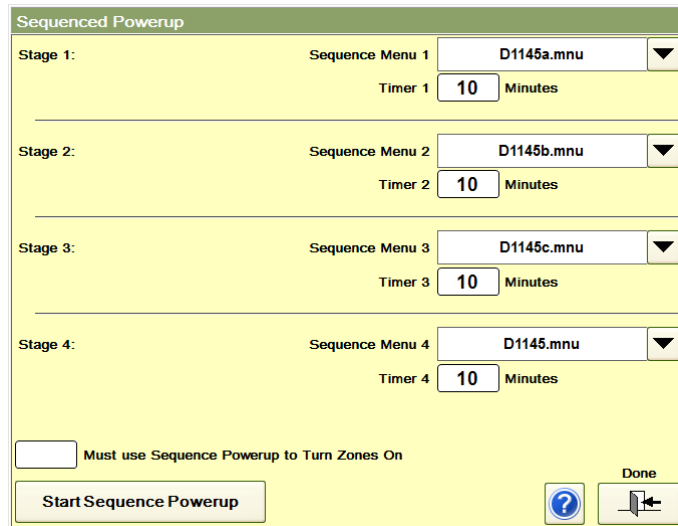 Sequenced Powerup
Stage 1: Sequence Menu 1 D1145a.mnu
Timer 1 10 Minutes
Stage 2: Sequence Menu 2 D1145b.mnu
Timer 2 10 Minutes
Stage 3: Sequence Menu 3 D1145c.mnu
Timer 3 10 Minutes
Stage 4: Sequence Menu 4 D1145.mnu
Timer 4 10 Minutes
Must use Sequence Powerup to Turn Zones On
Done
Start Sequence Powerup ?